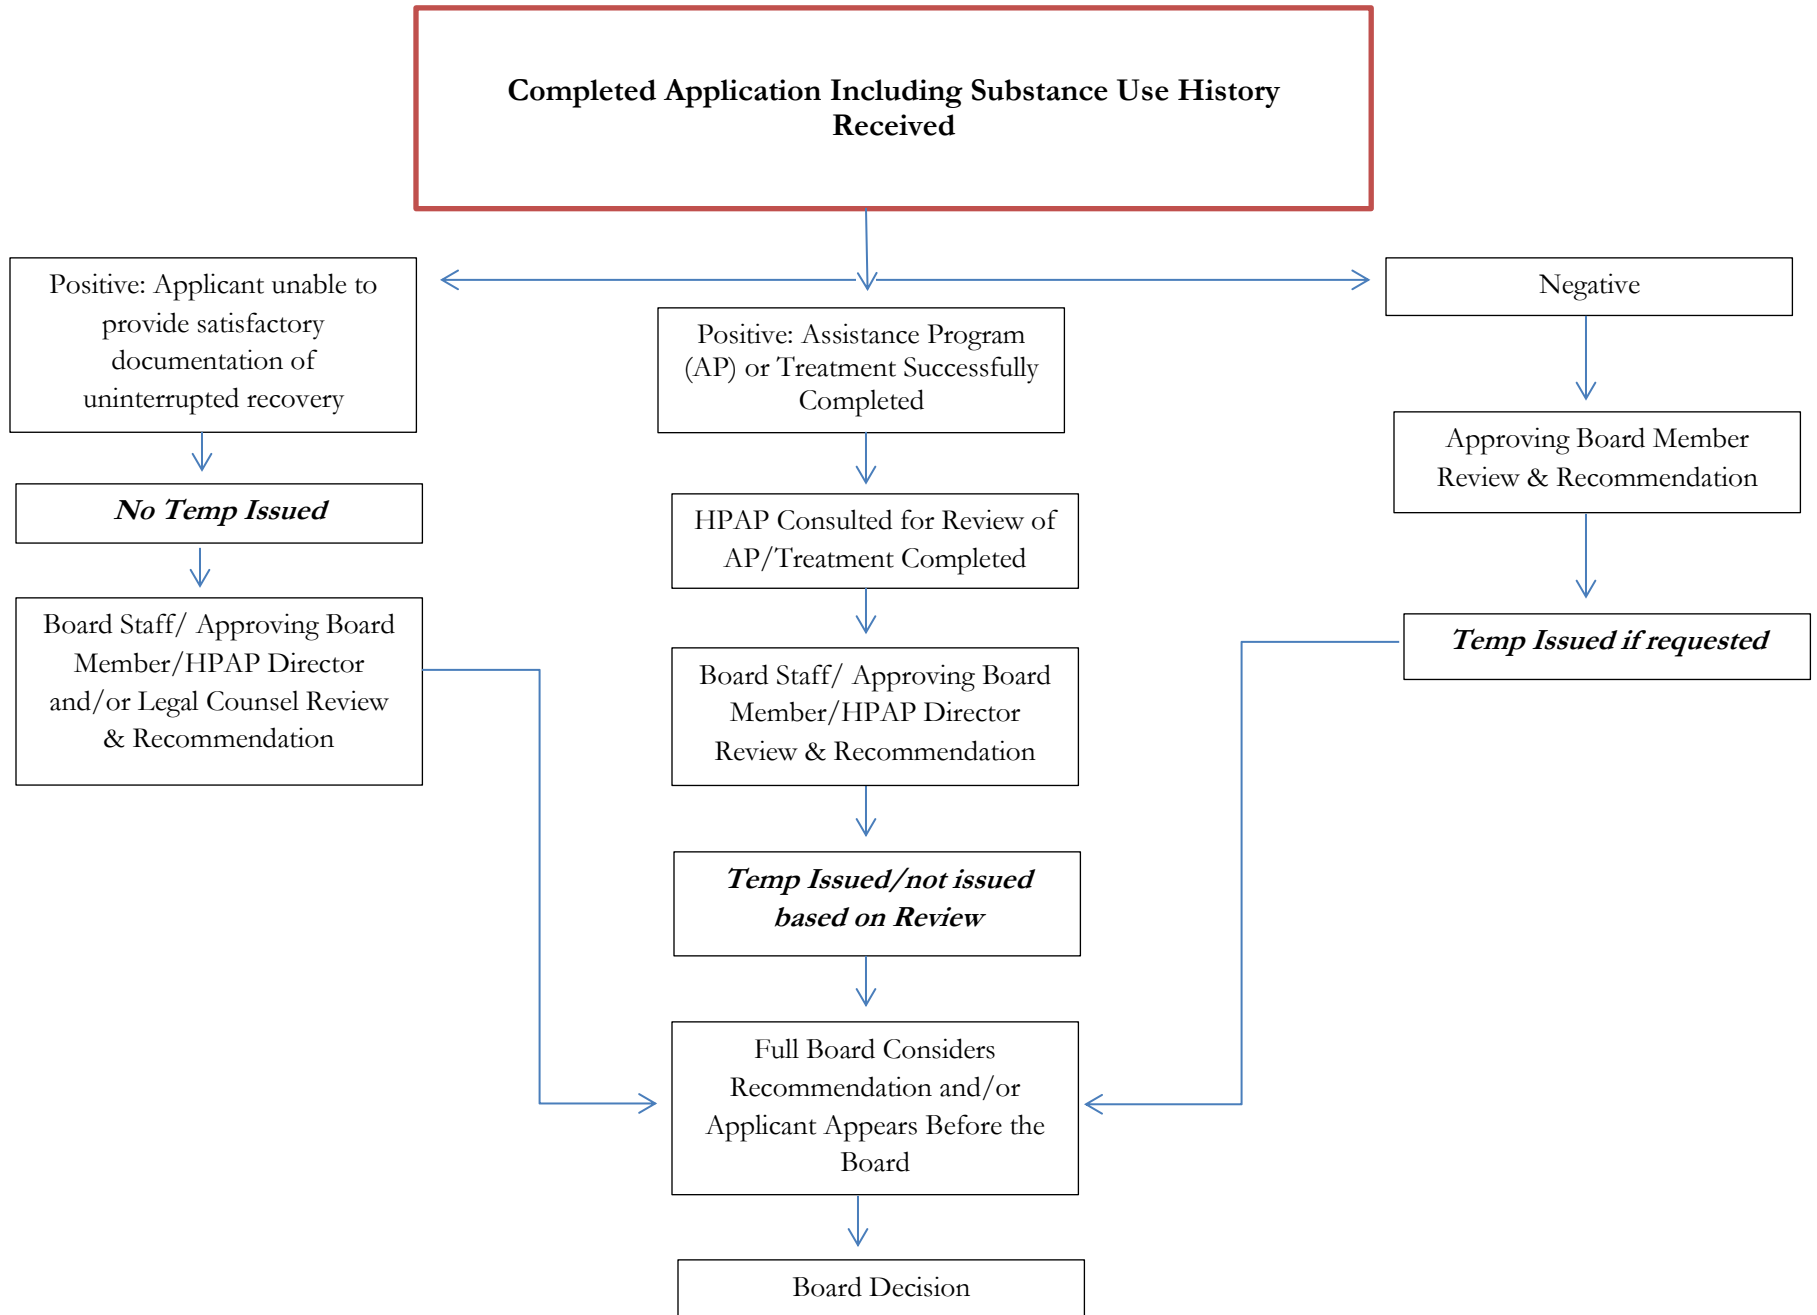 Completed Application Including Substance Use History
Received
Positive: Applicant unable to
provide satisfactory
documentation of
uninterrupted recovery
No Temp Issued
Board Staff/ Approving Board
Member/HPAP Director
and/or Legal Counsel Review
& Recommendation
Positive: Assistance Program
(AP) or Treatment Successfully
Completed
HPAP Consulted for Review of
AP/Treatment Completed
Board Staff/ Approving Board
Member/HPAP Director
Review & Recommendation
Temp Issued/not issued
based on Review
Full Board Considers
Recommendation and/or
Applicant Appears Before the
Board
Board Decision
Negative
Approving Board Member
Review & Recommendation
Temp Issued if requested